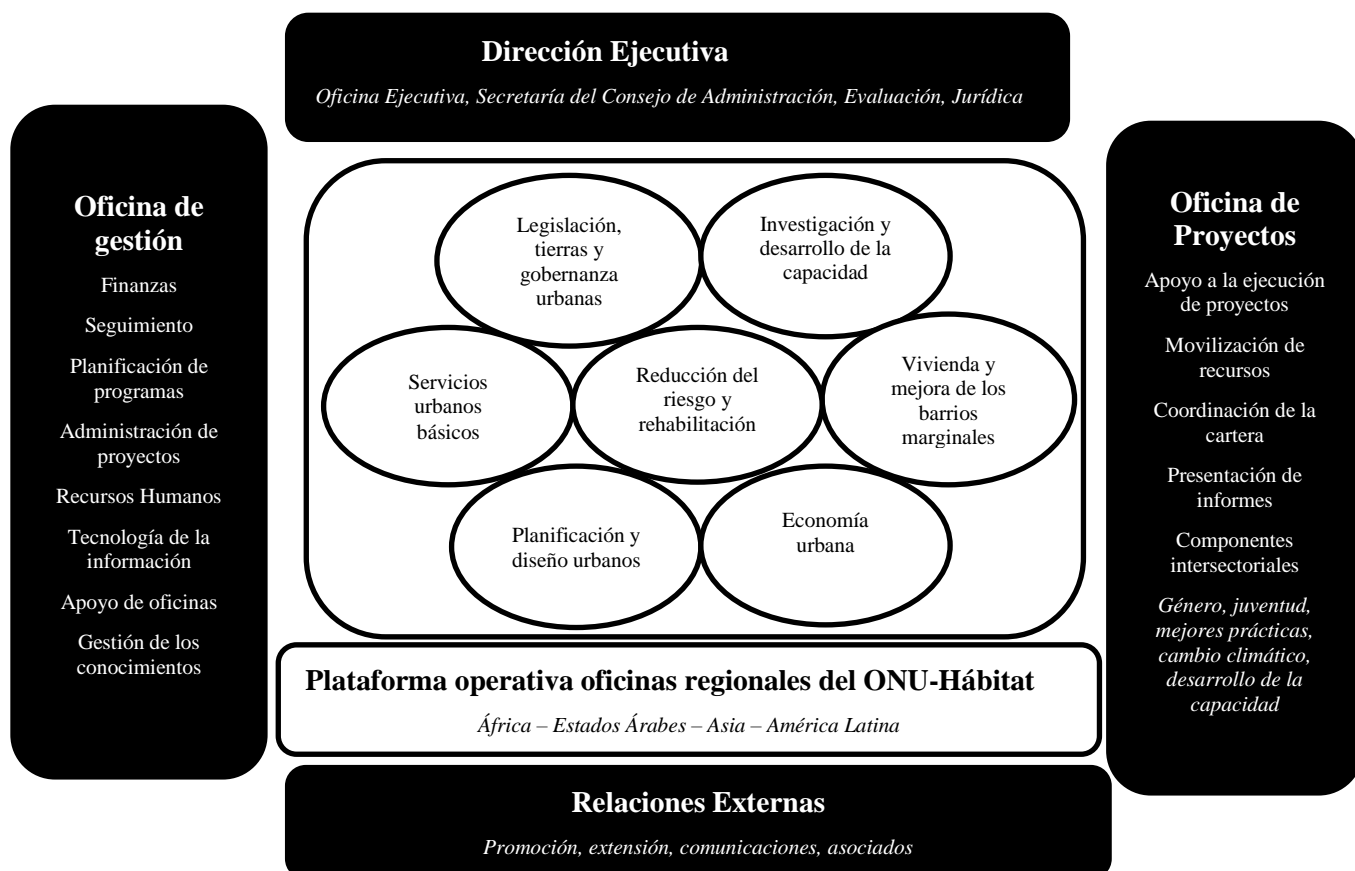 Dirección Ejecutiva
Oficina Ejecutiva, Secretaría del Consejo de Administración, Evaluación, Jurídica
Oficina de
gestión
Finanzas
Seguimiento
Planificación de
programas
Administración de
proyectos
Recursos Humanos
Tecnología de la
información
Apoyo de oficinas
Gestión de los
conocimientos
Legislación,
tierras y
gobernanza
urbanas
Investigación y
desarrollo de la
capacidad
Servicios
urbanos
básicos
Reducción del
riesgo y
rehabilitación
Vivienda y
mejora de los
barrios
marginales
Planificación y
diseño urbanos
Economía
urbana
Plataforma operativa oficinas regionales del ONU-Hábitat
África – Estados Árabes – Asia – América Latina
Oficina de
Proyectos
Apoyo a la ejecución
de proyectos
Movilización de
recursos
Coordinación de la
cartera
Presentación de
informes
Componentes
intersectoriales
Género, juventud,
mejores prácticas,
cambio climático,
desarrollo de la
capacidad
Relaciones Externas
Promoción, extensión, comunicaciones, asociados